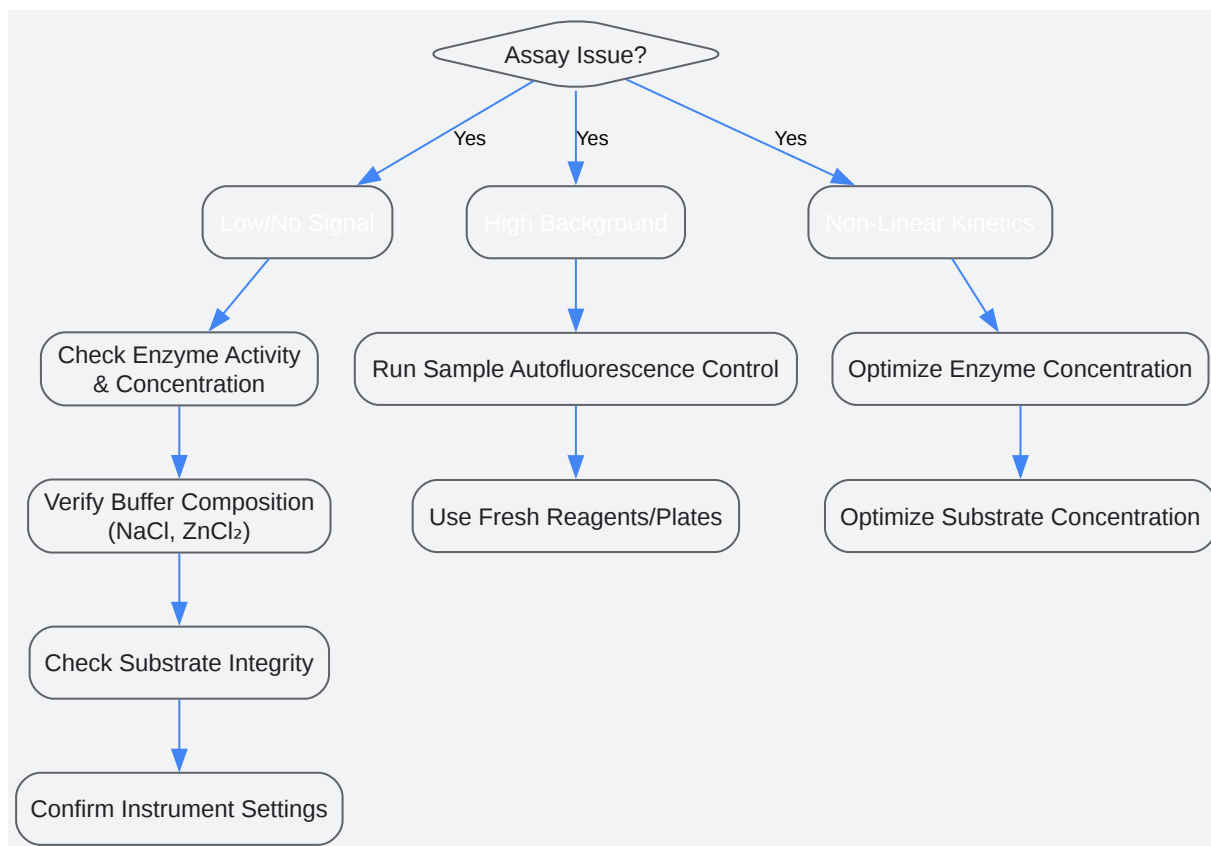 Assay Issue?
Yes
Yes
Yes
Low/No Signal
High Background
Non-Linear Kinetics
Check Enzyme Activity
& Concentration
Run Sample Autofluorescence Control
Optimize Enzyme Concentration
Verify Buffer Composition
(NaCl, ZnCl₂)
Use Fresh Reagents/Plates
Optimize Substrate Concentration
Check Substrate Integrity
Confirm Instrument Settings